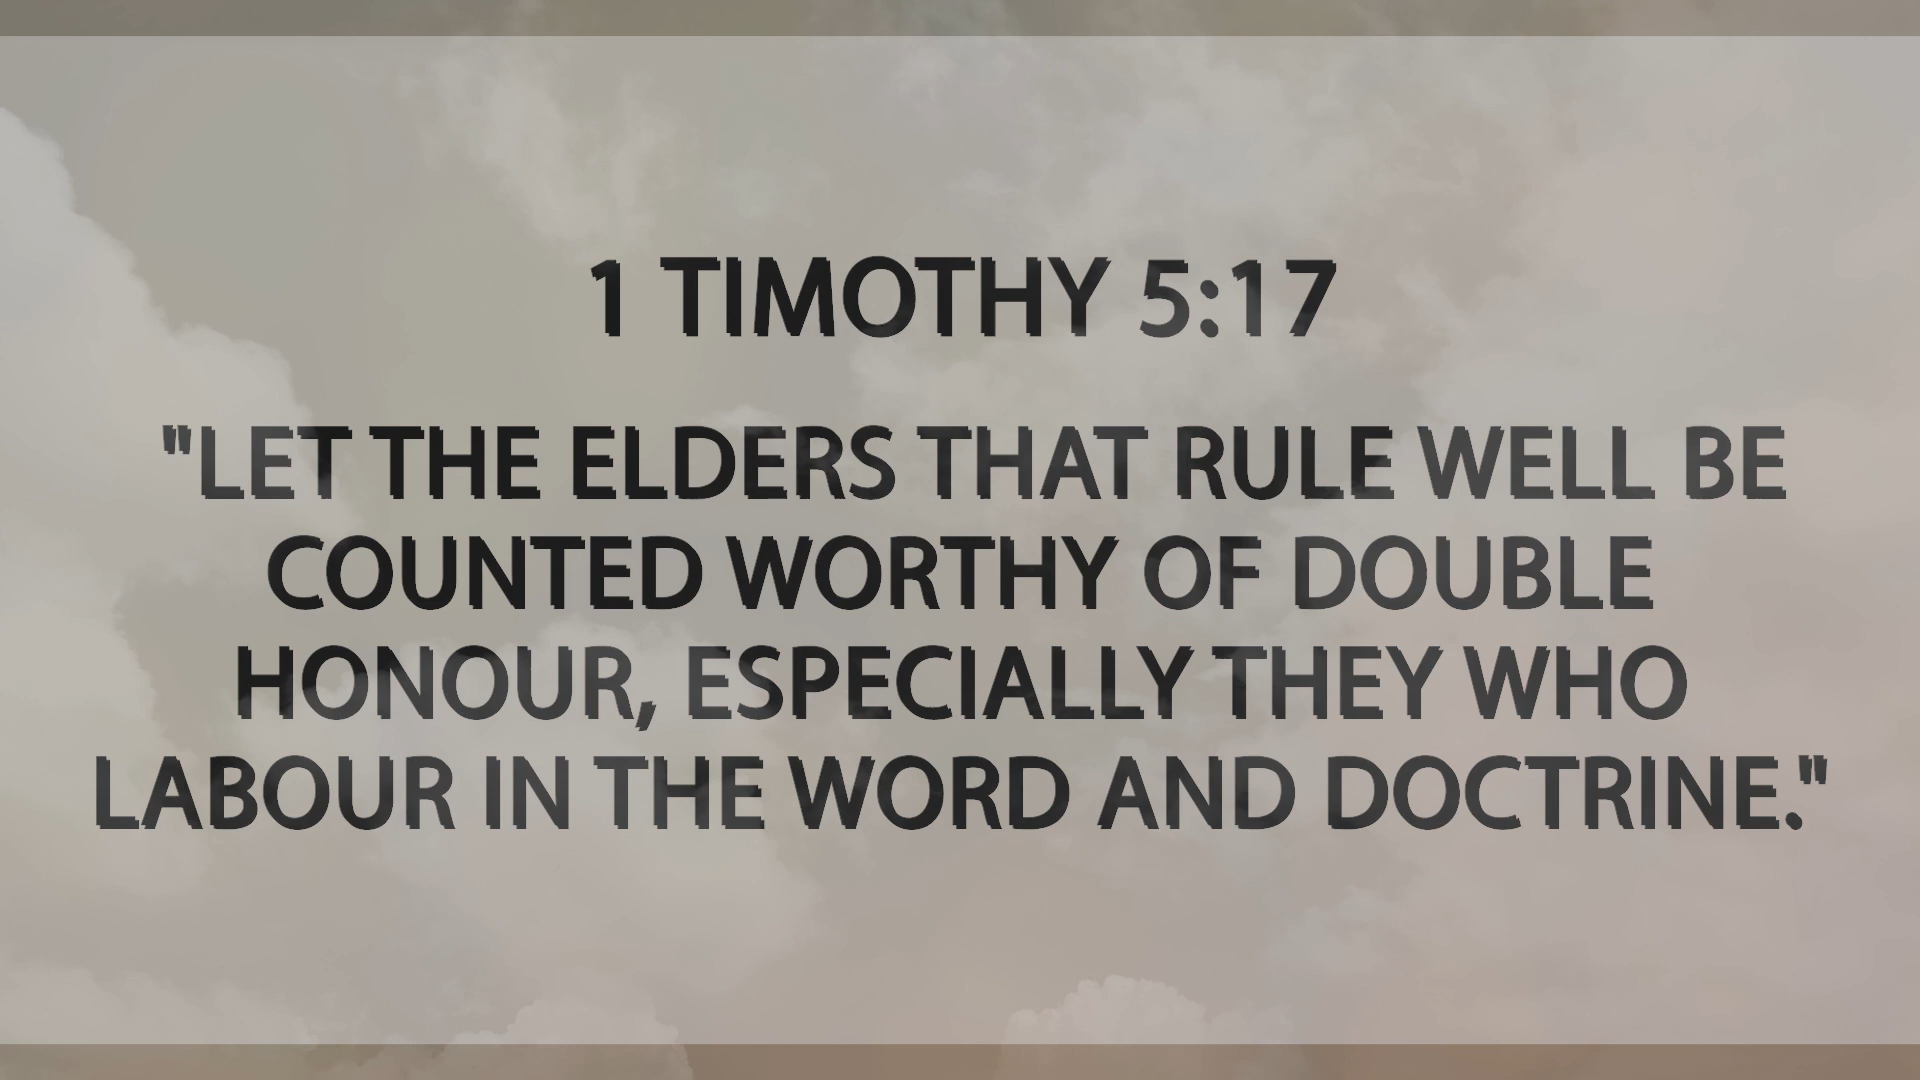 1 TIMOTHY 5:17
"LET THE ELDERS THAT RULE WELL BE
COUNTED WORTHY OF DOUBLE
HONOUR, ESPECIALLY THEY WHO
LABOUR IN THE WORD AND DOCTRINE."